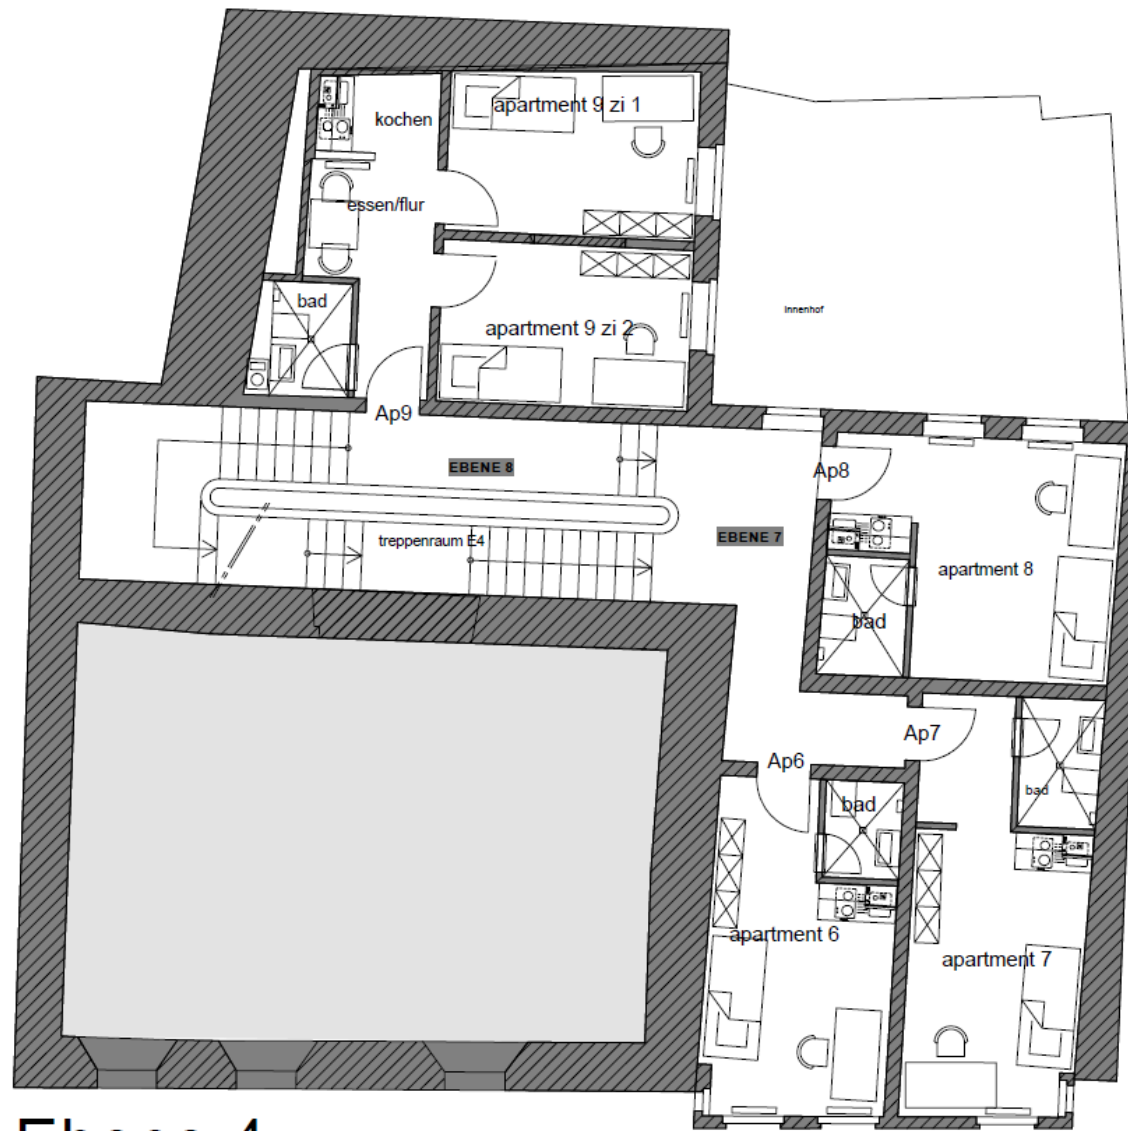 apartment 9 zi 1
kochen
essen/flur
bad
apartment 9 zi 2
innenhof
Ap9
EBENE 8
Ap8
treppenraum E4
EBENE 7
apartment 8
bad
Ap7
Ap6
bad
bad
apartment 6
apartment 7